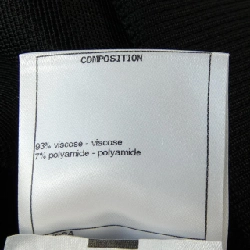 COMPOSITION
93% viscose - viscose
7% polyamide - polyamide